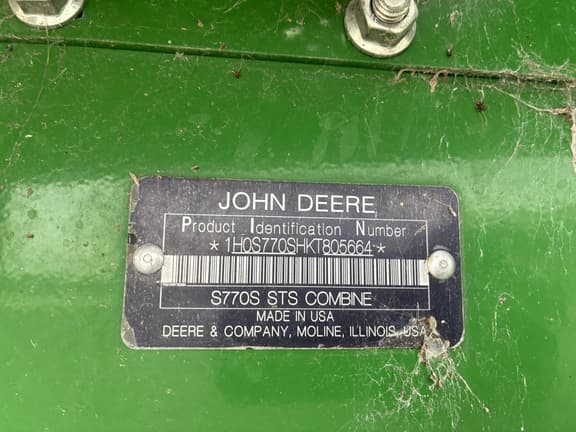 JOHN DEERE
Product Identification Number
*1H0S770SHKT805664*
S770S STS COMBINE
MADE IN USA
DEERE & COMPANY, MOLINE, ILLINOIS, USA